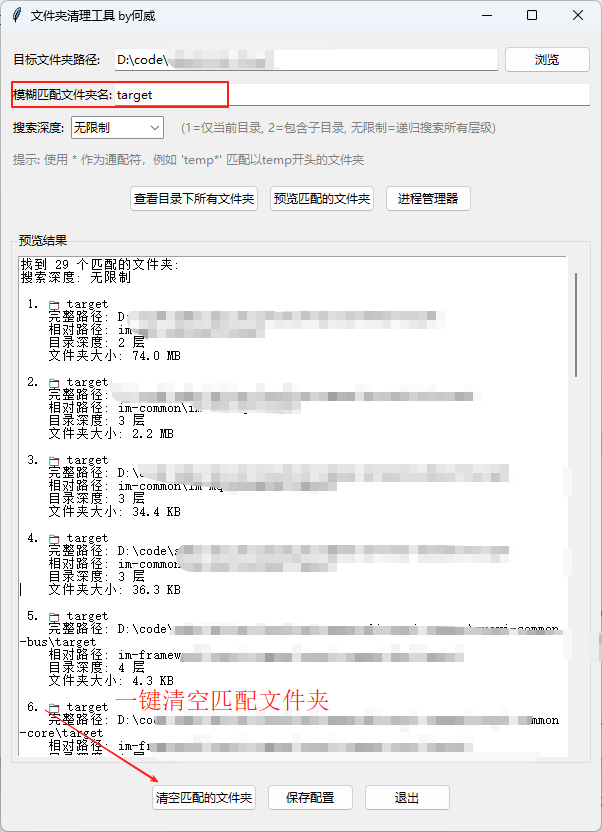 文件夹清理工具 by何威
目标文件夹路径: D:\code\ 浏览
模糊匹配文件夹名: target
搜索深度: 无限制 (1=仅当前目录, 2=包含子目录, 无限制=递归搜索所有层级)
提示: 使用 * 作为通配符，例如 'temp*' 匹配以temp开头的文件夹
查看目录下所有文件夹 预览匹配的文件夹 进程管理器
预览结果
找到 29 个匹配的文件夹:
搜索深度: 无限制
1. target
完整路径: D:
相对路径: im-
目录深度: 2 层
文件夹大小: 74.0 MB
2. target
完整路径:
相对路径: im-common\im-
目录深度: 3 层
文件夹大小: 2.2 MB
3. target
完整路径: D:\
相对路径: im-common\im-
目录深度: 3 层
文件夹大小: 34.4 KB
4. target
完整路径: D:\code\
相对路径: im-common
目录深度: 3 层
文件夹大小: 36.3 KB
5. target
完整路径: D:\code\ -common
-bus\target
相对路径: im-framew
目录深度: 4 层
文件夹大小: 4.3 KB
6. target
完整路径: D:\cod mmon
-core\target
相对路径: im-fr
一键清空匹配文件夹
清空匹配的文件夹 保存配置 退出